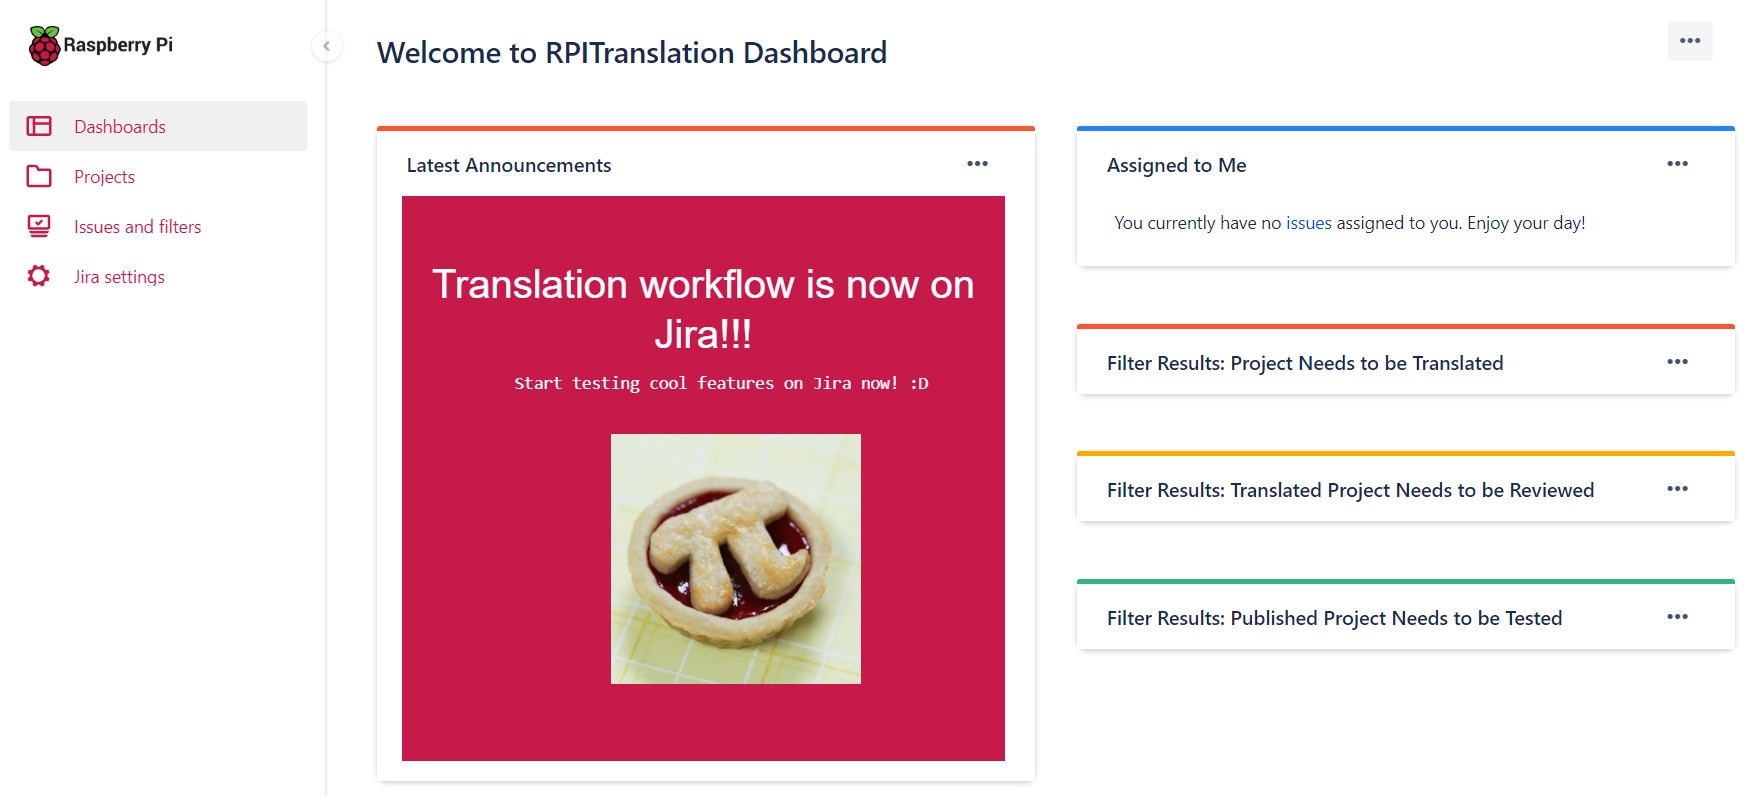 Raspberry Pi
Dashboards
Projects
Issues and filters
Jira settings
Welcome to RPITranslation Dashboard
Latest Announcements
Translation workflow is now on
Jira!!!
Start testing cool features on Jira now! :D
Assigned to Me
You currently have no issues assigned to you. Enjoy your day!
Filter Results: Project Needs to be Translated
Filter Results: Translated Project Needs to be Reviewed
Filter Results: Published Project Needs to be Tested